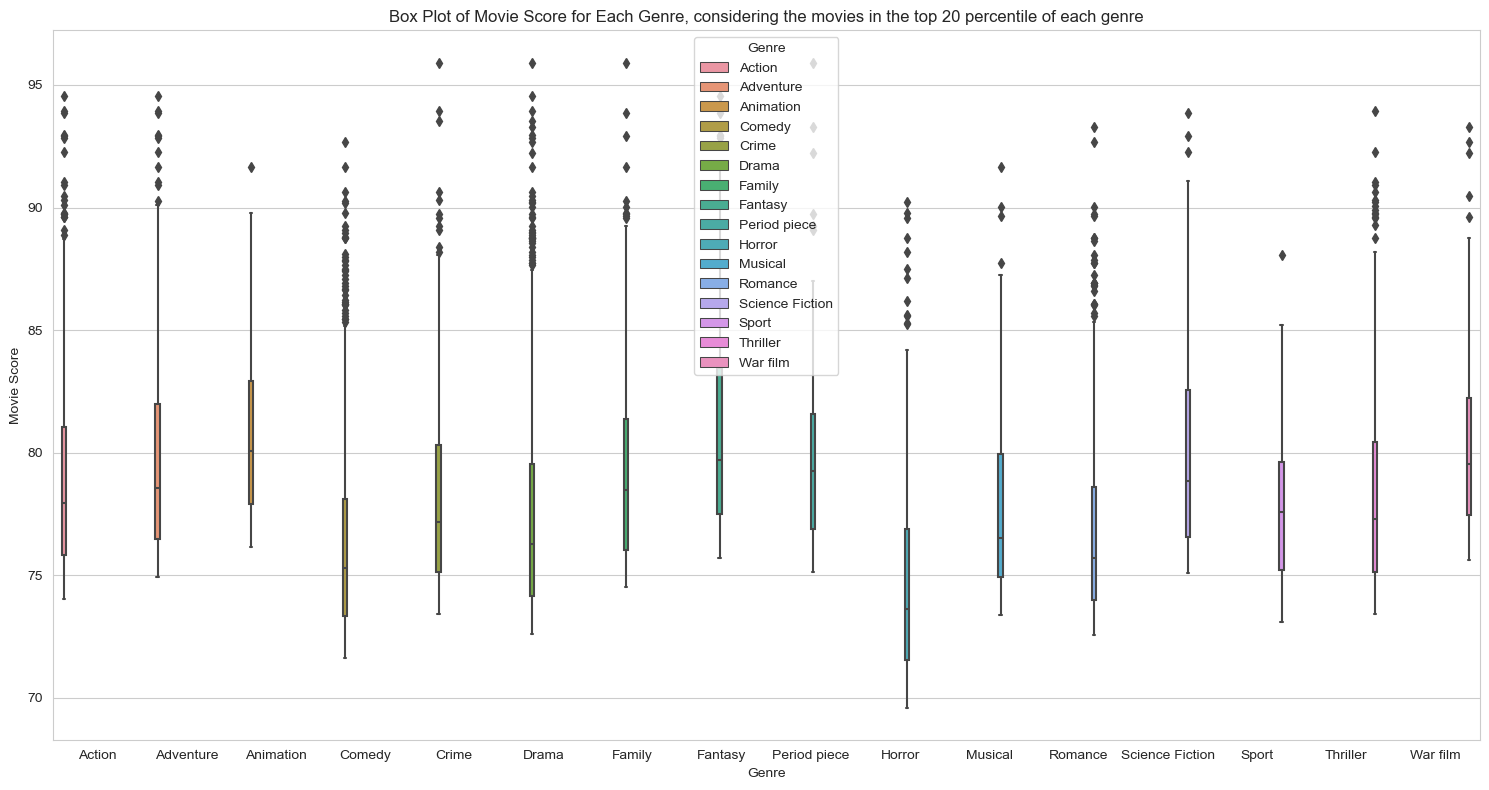 Box Plot of Movie Score for Each Genre, considering the movies in the top 20 percentile of each genre
Movie Score
95
90
85
80
75
70
Genre
Action
Adventure
Animation
Comedy
Crime
Drama
Family
Fantasy
Period piece
Horror
Musical
Romance
Science Fiction
Sport
Thriller
War film
Action Adventure Animation Comedy Crime Drama Family Fantasy Period piece Horror Musical Romance Science Fiction Sport Thriller War film
Genre